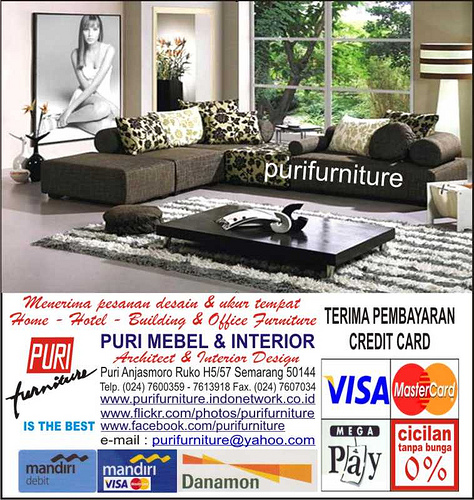 purifurniture
Menerima pesanan desain & ukur tempat
Home - Hotel - Building & Office Furniture
TERIMA PEMBAYARAN
CREDIT CARD
PURI
furniture
IS THE BEST
PURI MEBEL & INTERIOR
Architect & Interior Design
Puri Anjasmoro Ruko H5/57 Semarang 50144
Telp. (024) 7600359 - 7613918 Fax. (024) 7607034
www.purifurniture.indonetwork.co.id
www.flickr.com/photos/purifurniture
www.facebook.com/purifurniture
e-mail : purifurniture@yahoo.com
VISA
MasterCard
mandiri
debit
mandiri
VISA
Danamon
MEGA
Pay
cicilan
tanpa bunga
0%